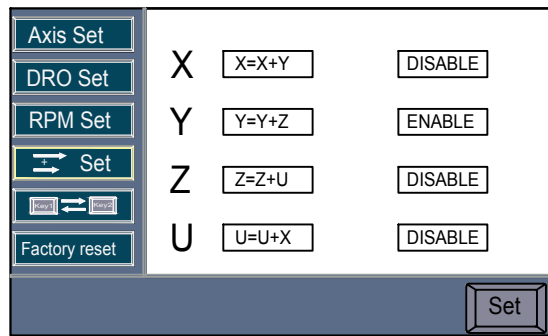 Axis Set
DRO Set
RPM Set
+ Set
Key1 Key2
Factory reset
X X=X+Y DISABLE
Y Y=Y+Z ENABLE
Z Z=Z+U DISABLE
U U=U+X DISABLE
Set